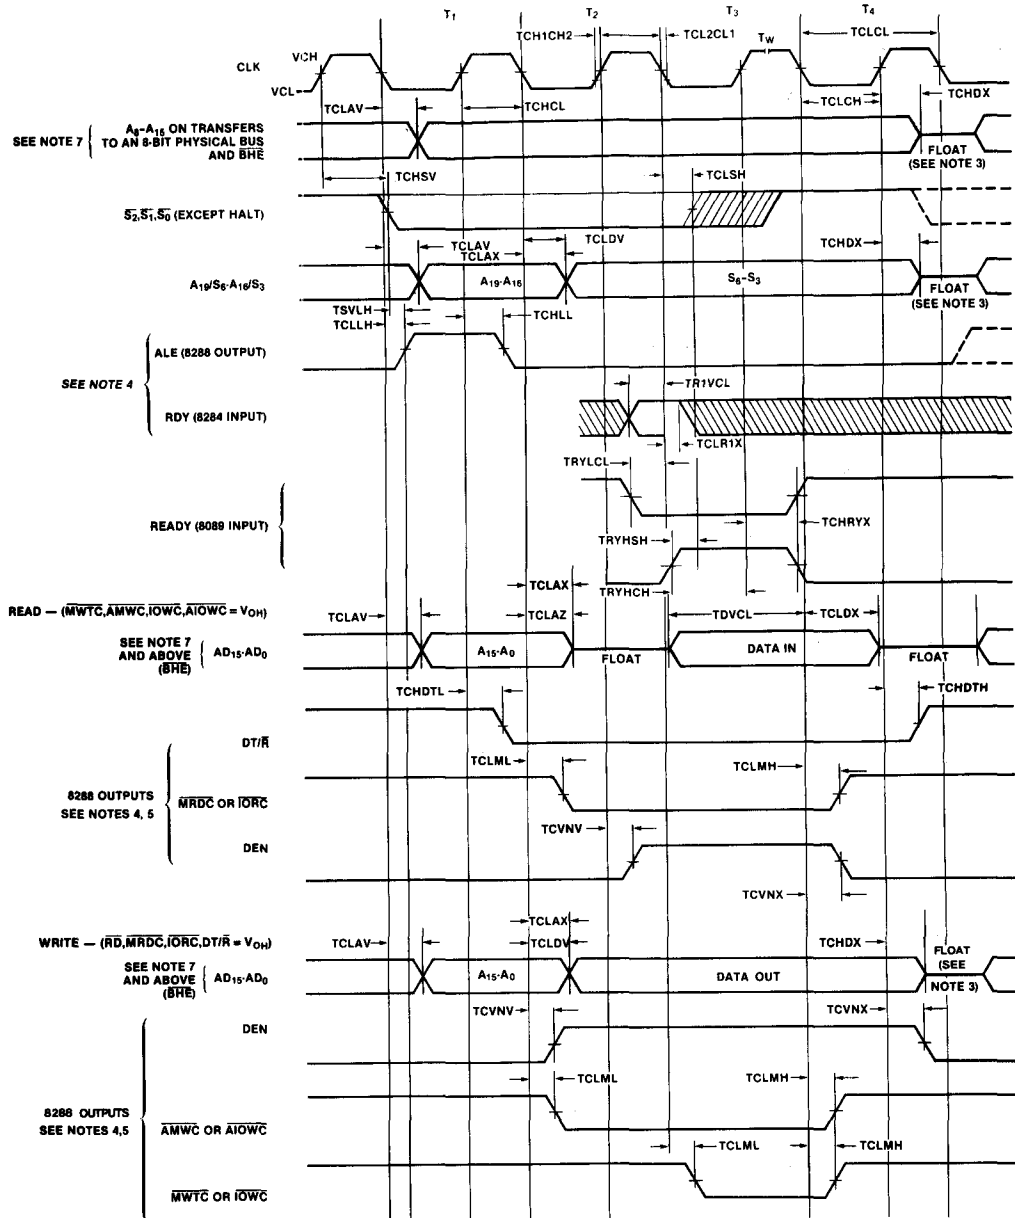 T1 T2 T3 T4
TCH1CH2 TCL2CL1 TW TCLCL
CLK VCH
VCL
TCLAV TCHCL TCLCH TCHDX
SEE NOTE 7 { A8-A15 ON TRANSFERS
TO AN 8-BIT PHYSICAL BUS
AND BHE
FLOAT
(SEE NOTE 3)
TCHSV TCLSH
S2,S1,S0 (EXCEPT HALT)
TCLAV TCLDV TCHDX
TCLAX
A19/S6-A16/S3 A19-A16 S6-S3 FLOAT
(SEE NOTE 3)
TSVLH TCHLL
TCLLH
ALE (8288 OUTPUT)
SEE NOTE 4 {
TR1VCL
RDY (8284 INPUT)
TCLR1X
TRYLCL
READY (8089 INPUT) { TCHRYX
TRYHSH
TCLAX TRYHCH
READ — (MWTC,AMWC,IOWC,AIOWC = VOH) TCLAV TCLAZ TDVCL TCLDX
SEE NOTE 7
AND ABOVE { AD15-AD0
(BHE)
A15-A0 FLOAT DATA IN FLOAT
TCHDTL TCHDTH
DT/R
TCLML TCLMH
8288 OUTPUTS
SEE NOTES 4, 5 { MRDC OR IORC
TCVNV
DEN
TCVNX
TCLAX
WRITE — (RD,MRDC,IORC,DT/R = VOH) TCLAV TCLDV TCHDX
SEE NOTE 7
AND ABOVE { AD15-AD0
(BHE)
A15-A0 DATA OUT FLOAT
(SEE
NOTE 3)
TCVNV TCVNX
DEN
TCLML TCLMH
8288 OUTPUTS
SEE NOTES 4,5 { AMWC OR AIOWC
TCLML TCLMH
MWTC OR IOWC